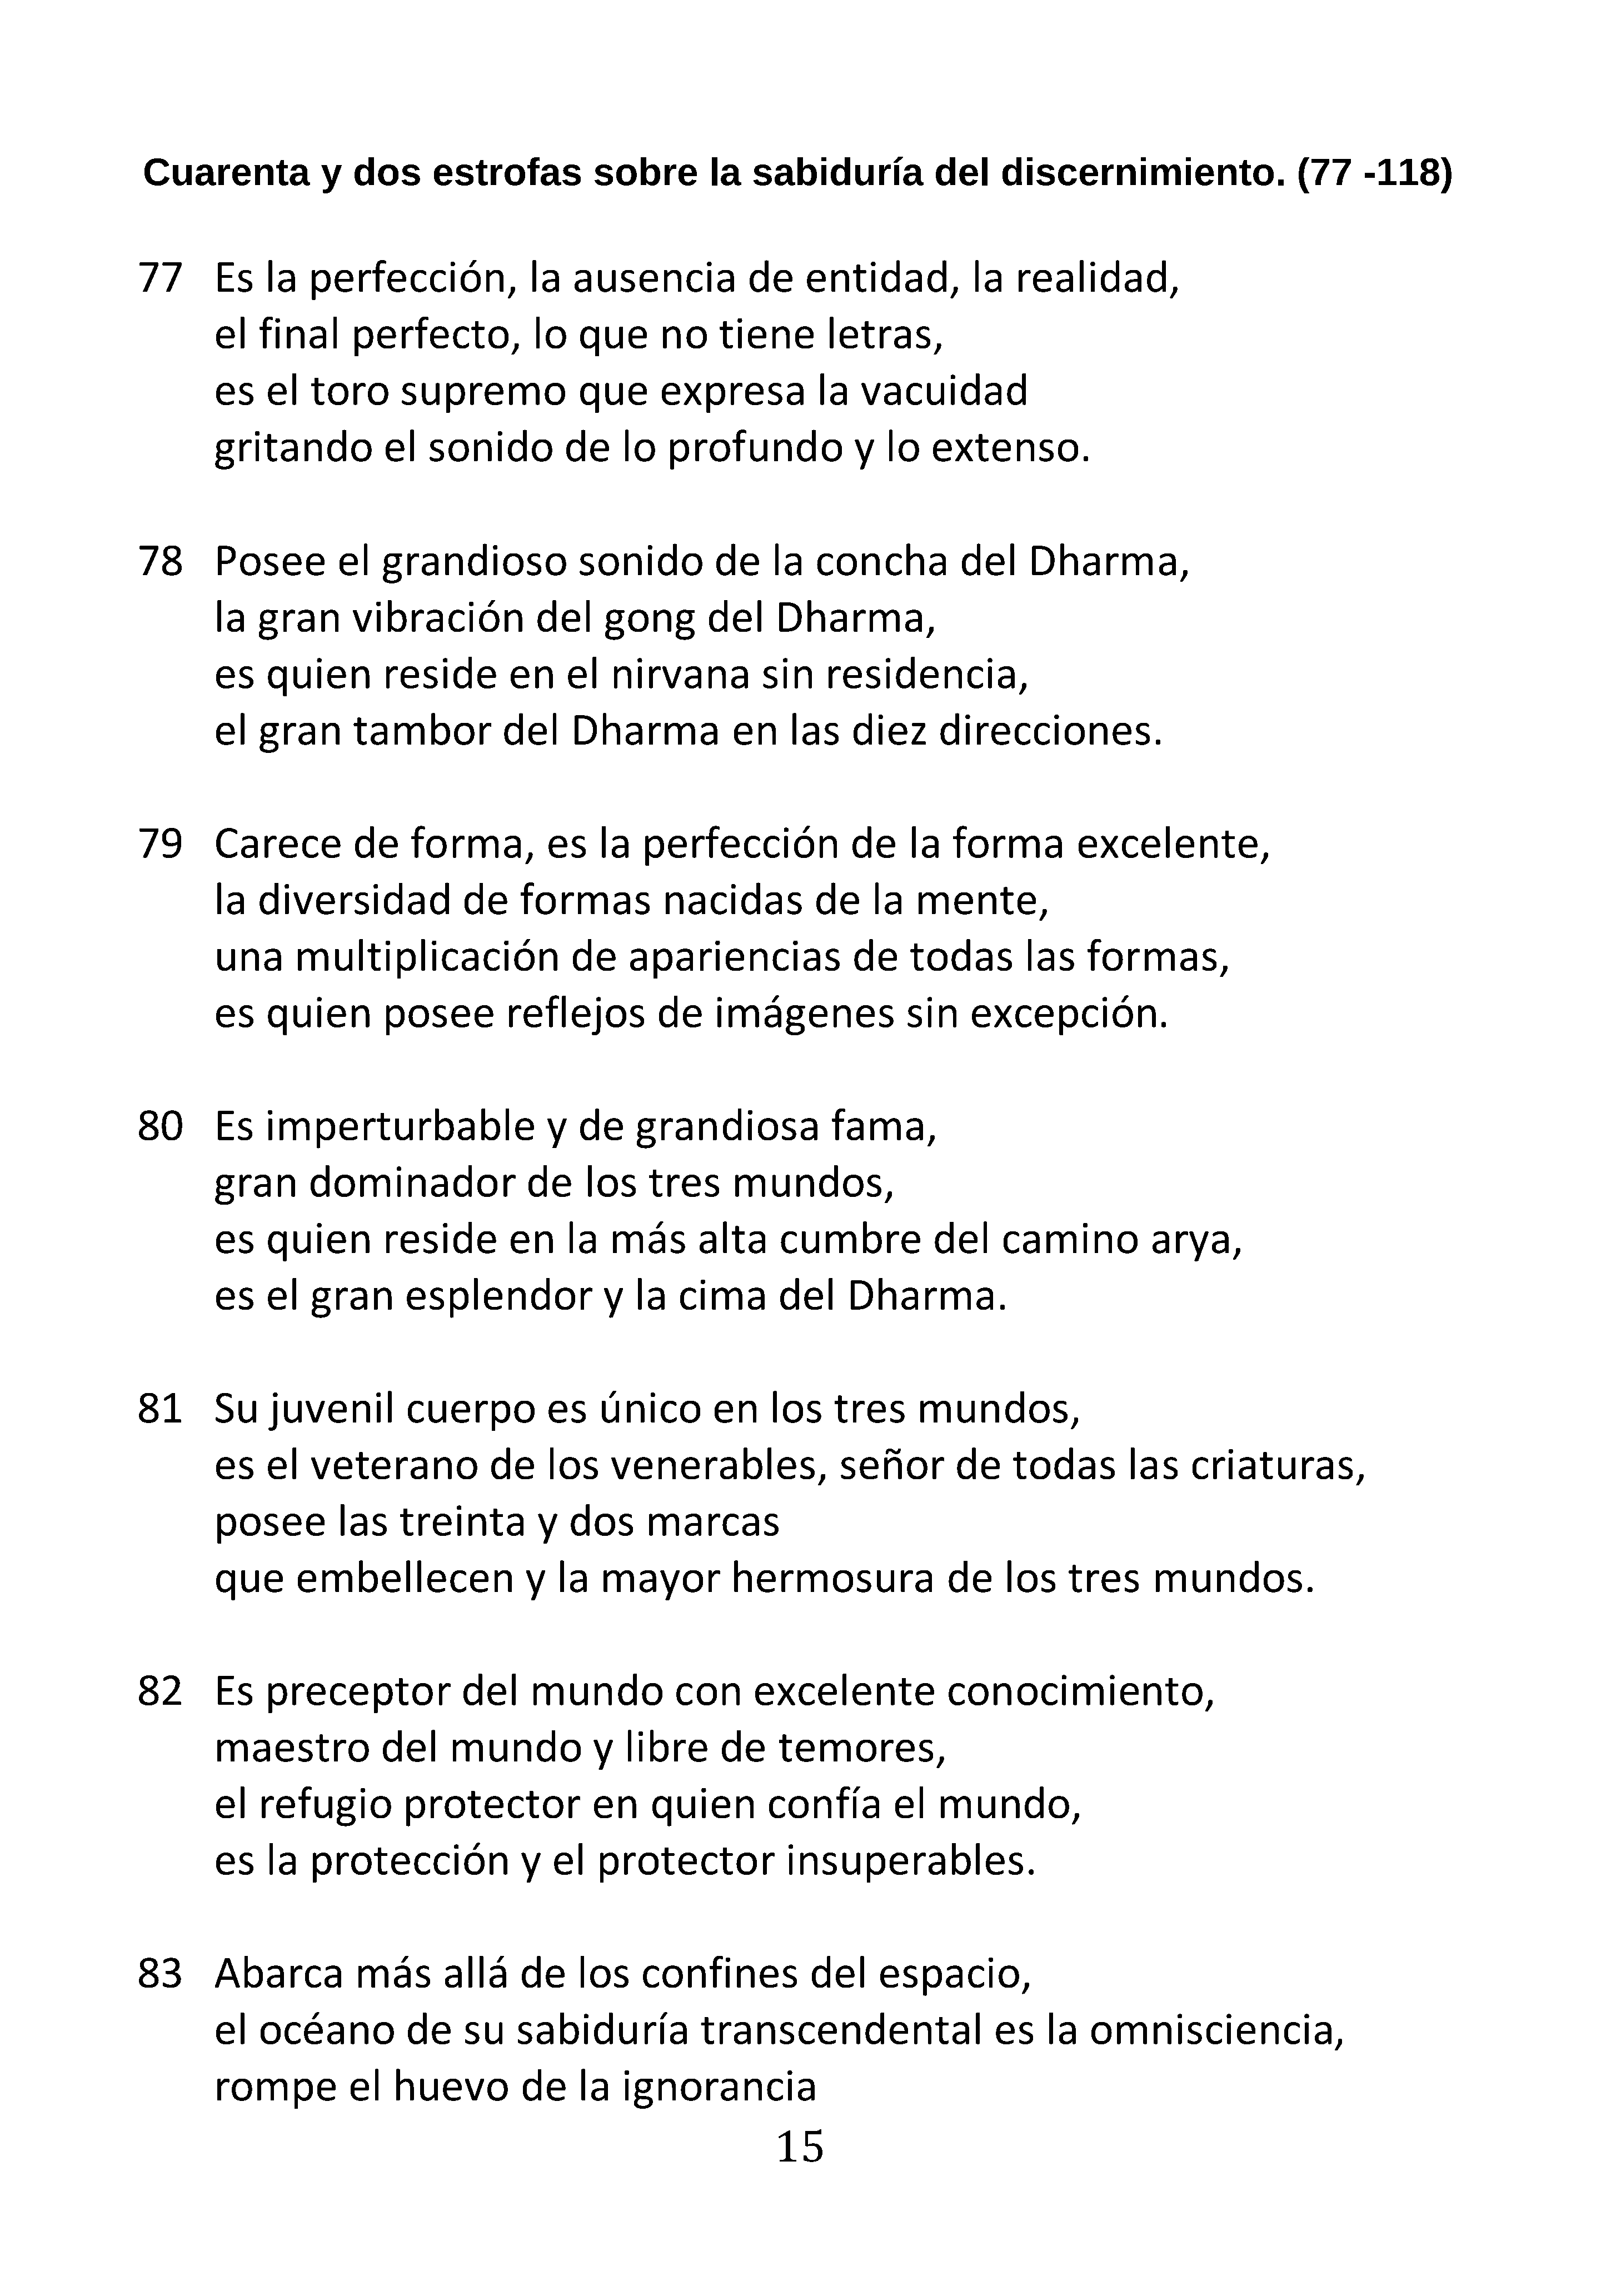 Cuarenta y dos estrofas sobre la sabiduría del discernimiento. (77 -118)
77 Es la perfección, la ausencia de entidad, la realidad,
el final perfecto, lo que no tiene letras,
es el toro supremo que expresa la vacuidad
gritando el sonido de lo profundo y lo extenso.
78 Posee el grandioso sonido de la concha del Dharma,
la gran vibración del gong del Dharma,
es quien reside en el nirvana sin residencia,
el gran tambor del Dharma en las diez direcciones.
79 Carece de forma, es la perfección de la forma excelente,
la diversidad de formas nacidas de la mente,
una multiplicación de apariencias de todas las formas,
es quien posee reflejos de imágenes sin excepción.
80 Es imperturbable y de grandiosa fama,
gran dominador de los tres mundos,
es quien reside en la más alta cumbre del camino arya,
es el gran esplendor y la cima del Dharma.
81 Su juvenil cuerpo es único en los tres mundos,
es el veterano de los venerables, señor de todas las criaturas,
posee las treinta y dos marcas
que embellecen y la mayor hermosura de los tres mundos.
82 Es preceptor del mundo con excelente conocimiento,
maestro del mundo y libre de temores,
el refugio protector en quien confía el mundo,
es la protección y el protector insuperables.
83 Abarca más allá de los confines del espacio,
el océano de su sabiduría transcendental es la omnisciencia,
rompe el huevo de la ignorancia
15